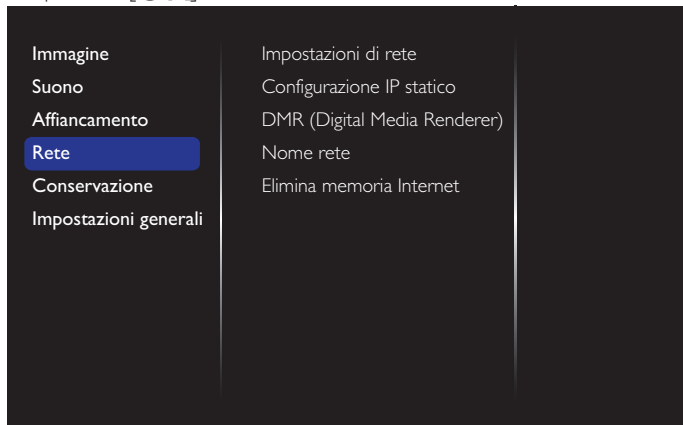 Immagine
Suono
Affiancamento
Rete
Conservazione
Impostazioni generali
Impostazioni di rete
Configurazione IP statico
DMR (Digital Media Renderer)
Nome rete
Elimina memoria Internet